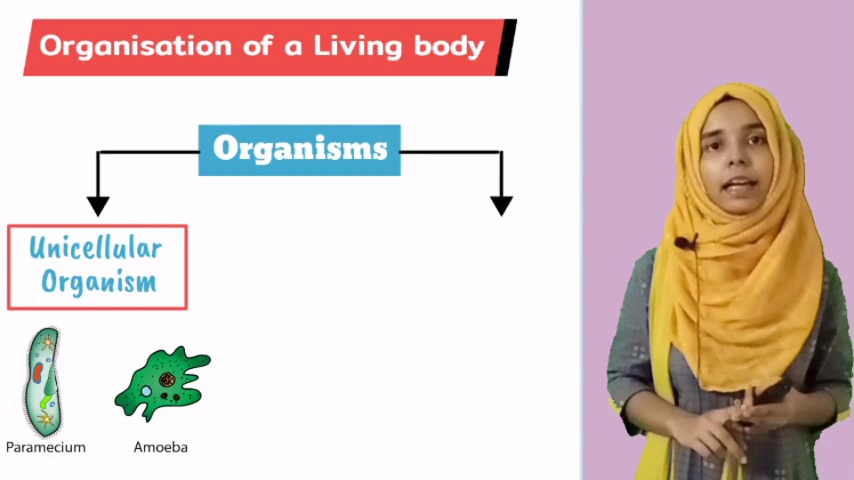 Organisation of a Living body
Organisms
Unicellular
Organism
Paramecium
Amoeba